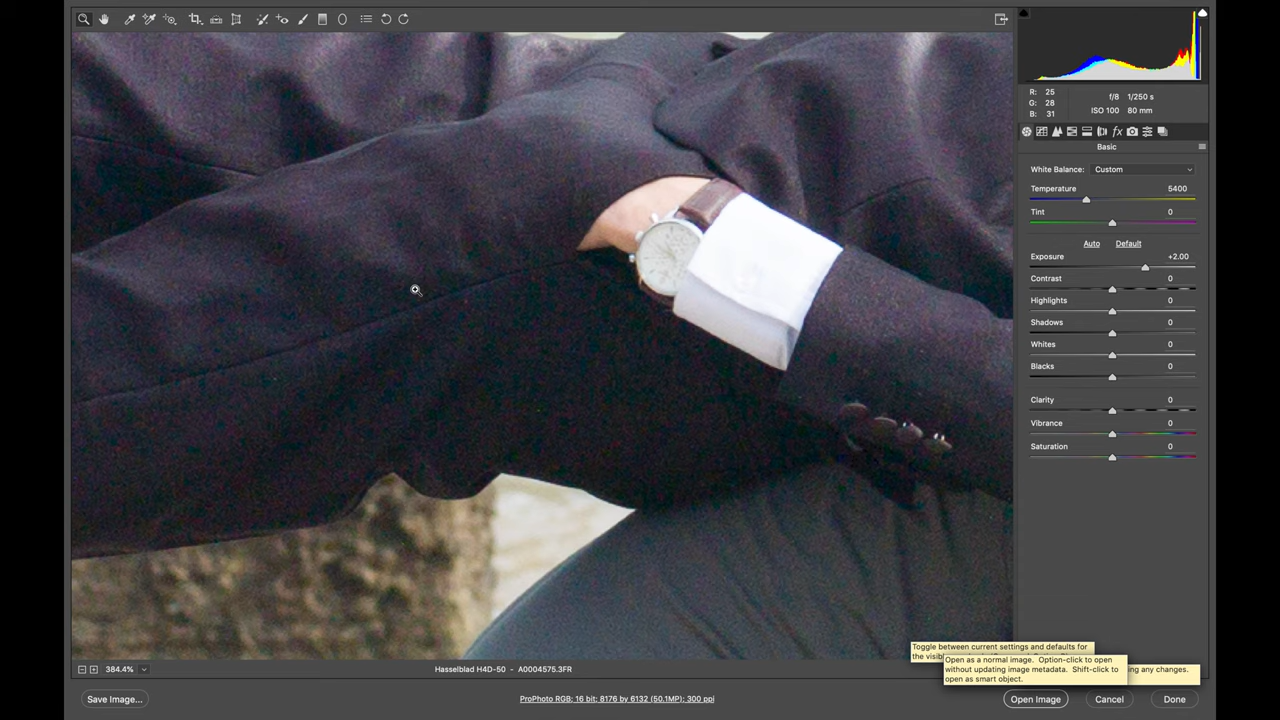 R: 25
G: 28
B: 31
f/8 1/250 s
ISO 100 80 mm
fx
Basic
White Balance: Custom
Temperature 5400
Tint 0
Auto Default
Exposure +2.00
Contrast 0
Highlights 0
Shadows 0
Whites 0
Blacks 0
Clarity 0
Vibrance 0
Saturation 0
Toggle between current settings and defaults for
the visib
Open as a normal image. Option-click to open
without updating image metadata. Shift-click to
open as smart object.
ing any changes.
384.4%
Hasselblad H4D-50 - A0004575.3FR
Save Image...
ProPhoto RGB; 16 bit; 8176 by 6132 (50.1MP); 300 ppi
Open Image
Cancel
Done